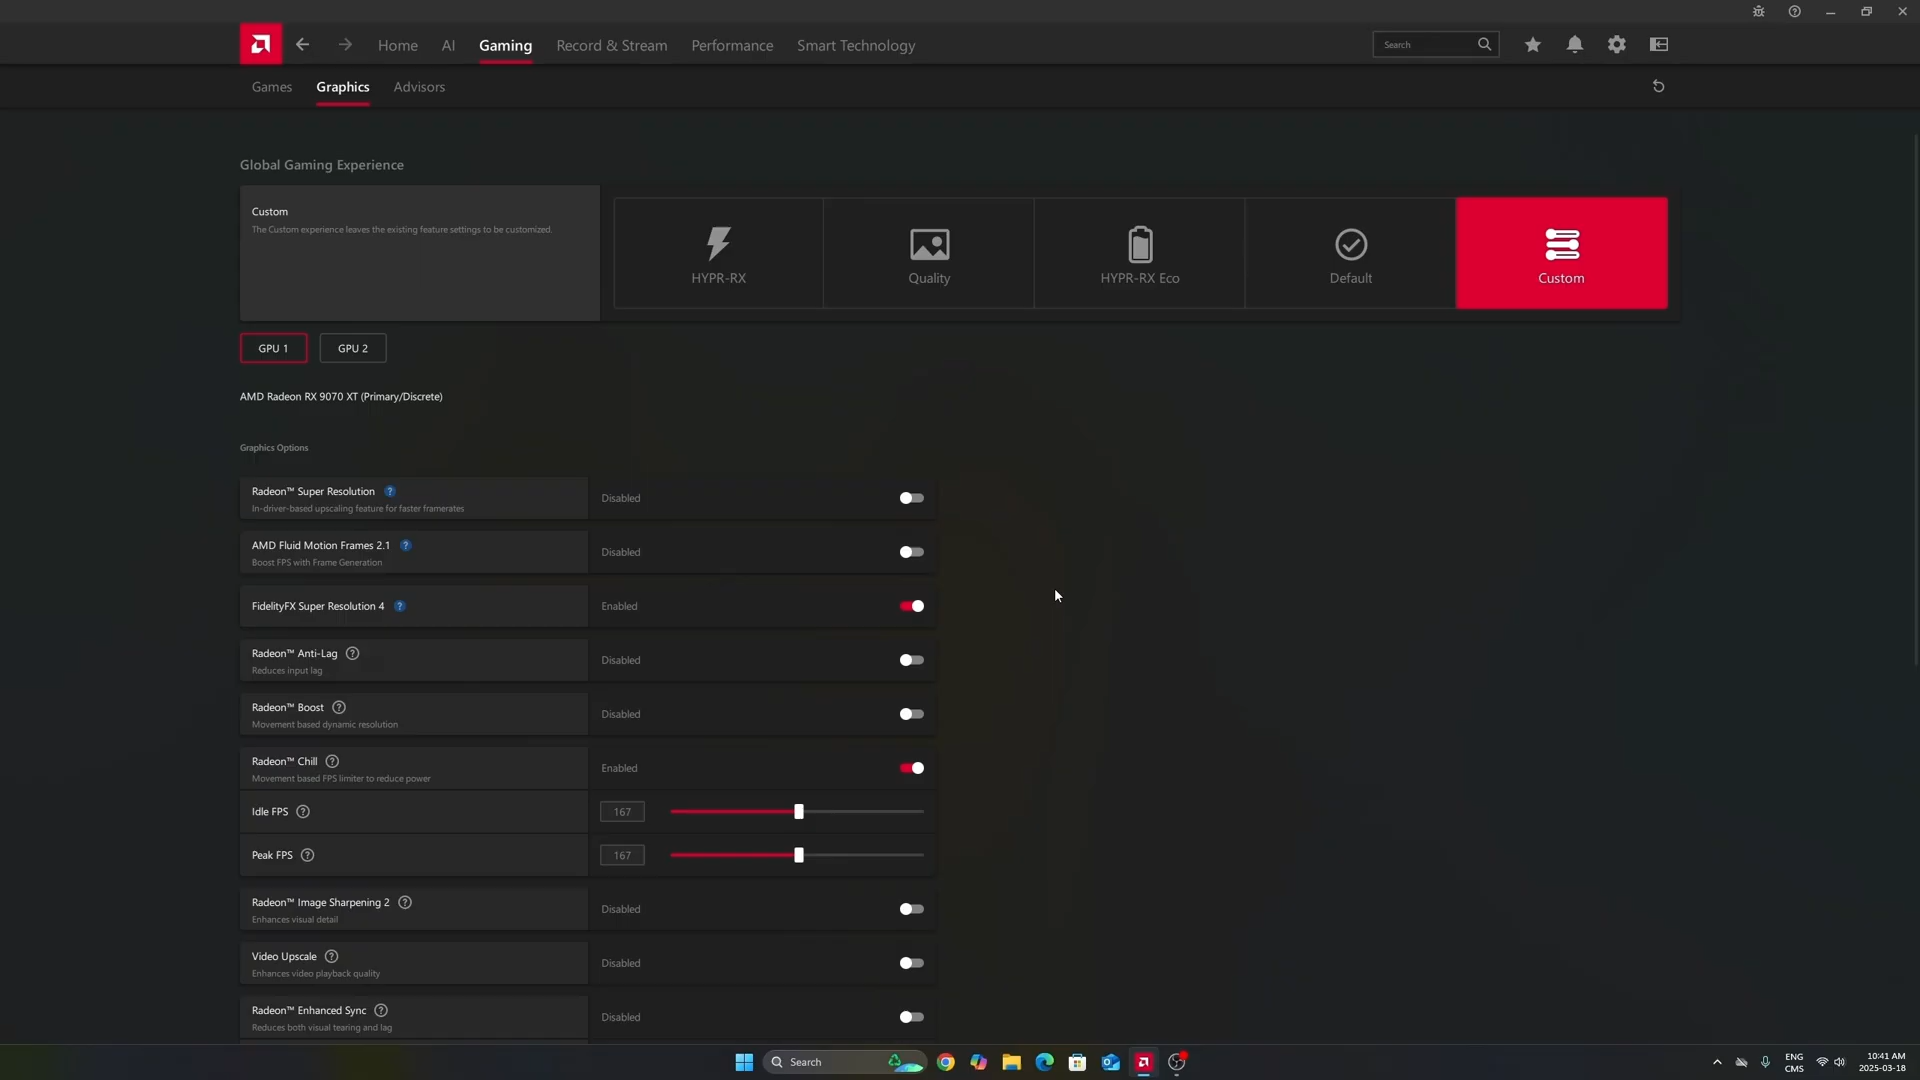 Home AI Gaming Record & Stream Performance Smart Technology Search
Games Graphics Advisors
Global Gaming Experience
Custom
The Custom experience leaves the existing feature settings to be customized.
HYPR-RX Quality HYPR-RX Eco Default Custom
GPU 1 GPU 2
AMD Radeon RX 9070 XT (Primary/Discrete)
Graphics Options
Radeon™ Super Resolution ? Disabled
In-driver-based upscaling feature for faster framerates
AMD Fluid Motion Frames 2.1 ? Disabled
Boost FPS with Frame Generation
FidelityFX Super Resolution 4 ? Enabled
Radeon™ Anti-Lag ? Disabled
Reduces input lag
Radeon™ Boost ? Disabled
Movement based dynamic resolution
Radeon™ Chill ? Enabled
Movement based FPS limiter to reduce power
Idle FPS ? 167
Peak FPS ? 167
Radeon™ Image Sharpening 2 ? Disabled
Enhances visual detail
Video Upscale ? Disabled
Enhances video playback quality
Radeon™ Enhanced Sync ? Disabled
Reduces both visual tearing and lag
Search
ENG
CMS
10:41 AM
2025-03-18